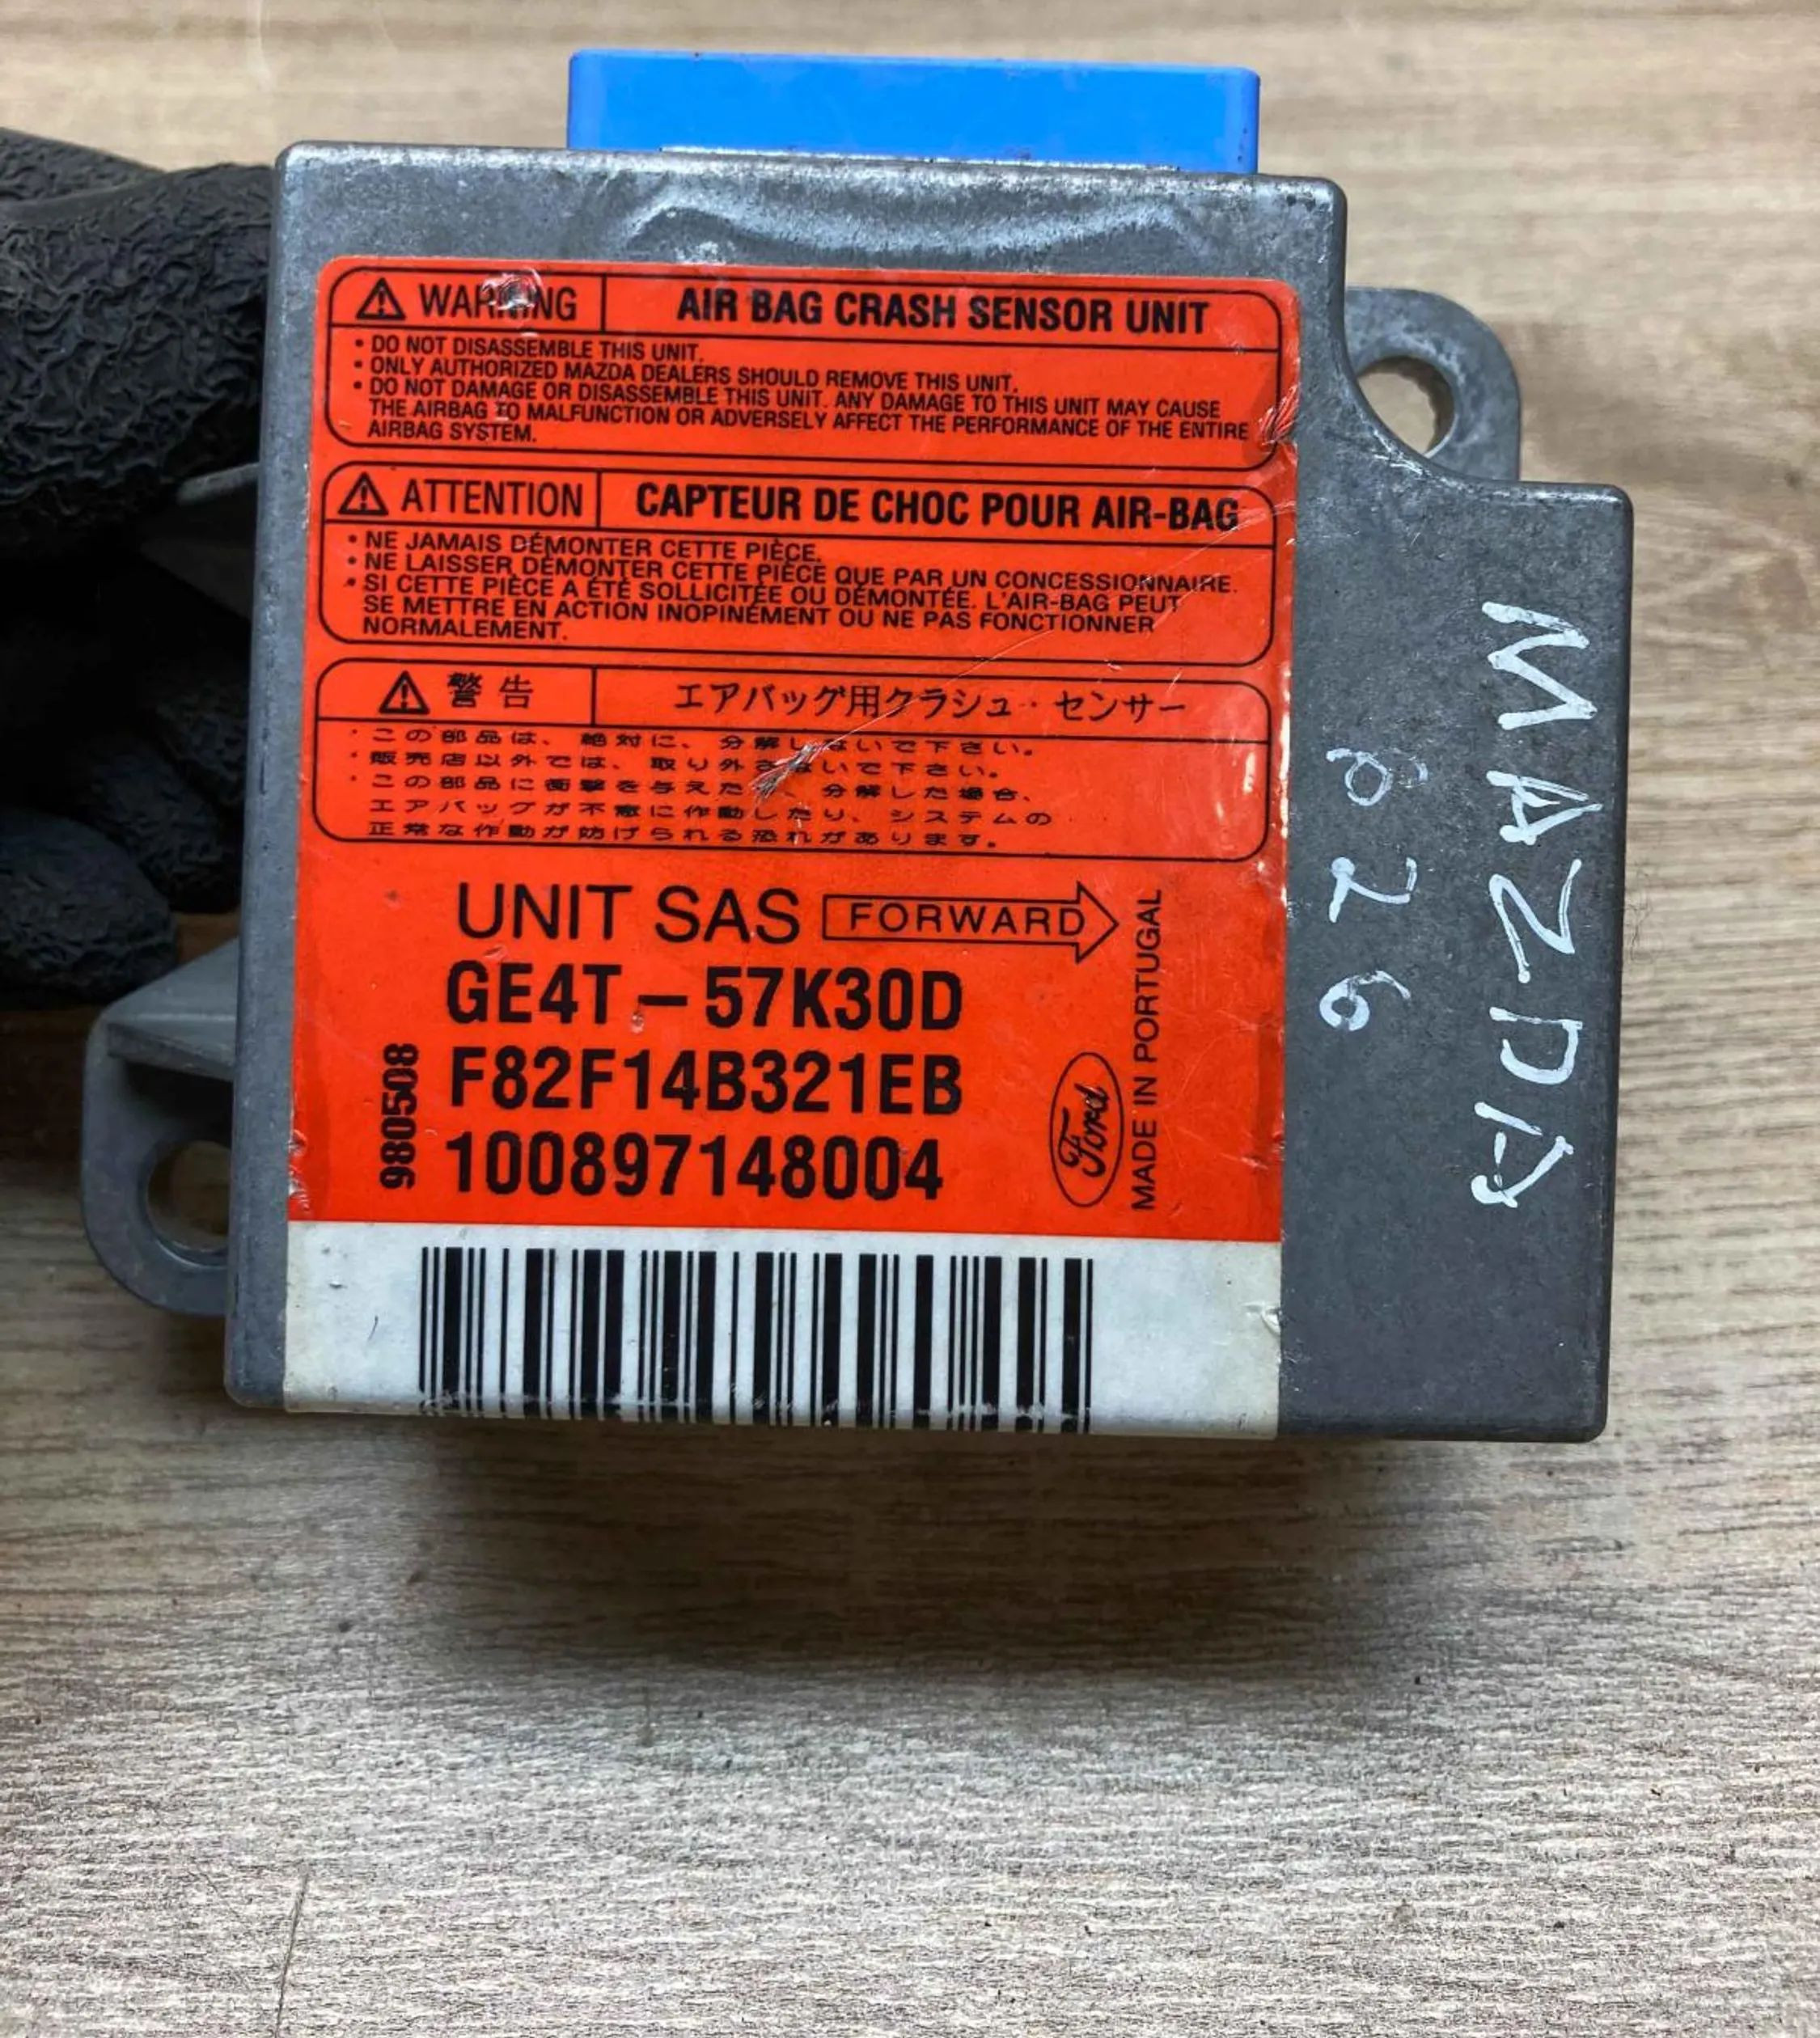 WARNING
AIR BAG CRASH SENSOR UNIT
• DO NOT DISASSEMBLE THIS UNIT.
• ONLY AUTHORIZED MAZDA DEALERS SHOULD REMOVE THIS UNIT.
• DO NOT DAMAGE OR DISASSEMBLE THIS UNIT. ANY DAMAGE TO THIS UNIT MAY CAUSE
THE AIRBAG TO MALFUNCTION OR ADVERSELY AFFECT THE PERFORMANCE OF THE ENTIRE
AIRBAG SYSTEM.
ATTENTION
CAPTEUR DE CHOC POUR AIR-BAG
• NE JAMAIS DÉMONTER CETTE PIÈCE.
• NE LAISSER DÉMONTER CETTE PIÈCE QUE PAR UN CONCESSIONNAIRE.
• SI CETTE PIÈCE A ÉTÉ SOLLICITÉE OU DÉMONTÉE. L'AIR-BAG PEUT
SE METTRE EN ACTION INOPINÉMENT OU NE PAS FONCTIONNER
NORMALEMENT.
警告
エアバッグ用クラシュ・センサー
・この部品は、絶対に、分解しないで下さい。
・販売店以外では、取り外さないで下さい。
・この部品に衝撃を与えた、分解した場合、
エアバッグが不意に作動したり、システムの
正常な作動が妨げられる恐れがあります。
UNIT SAS
FORWARD
GE4T-57K30D
F82F14B321EB
100897148004
980508
Ford
MADE IN PORTUGAL
MAZDA
626